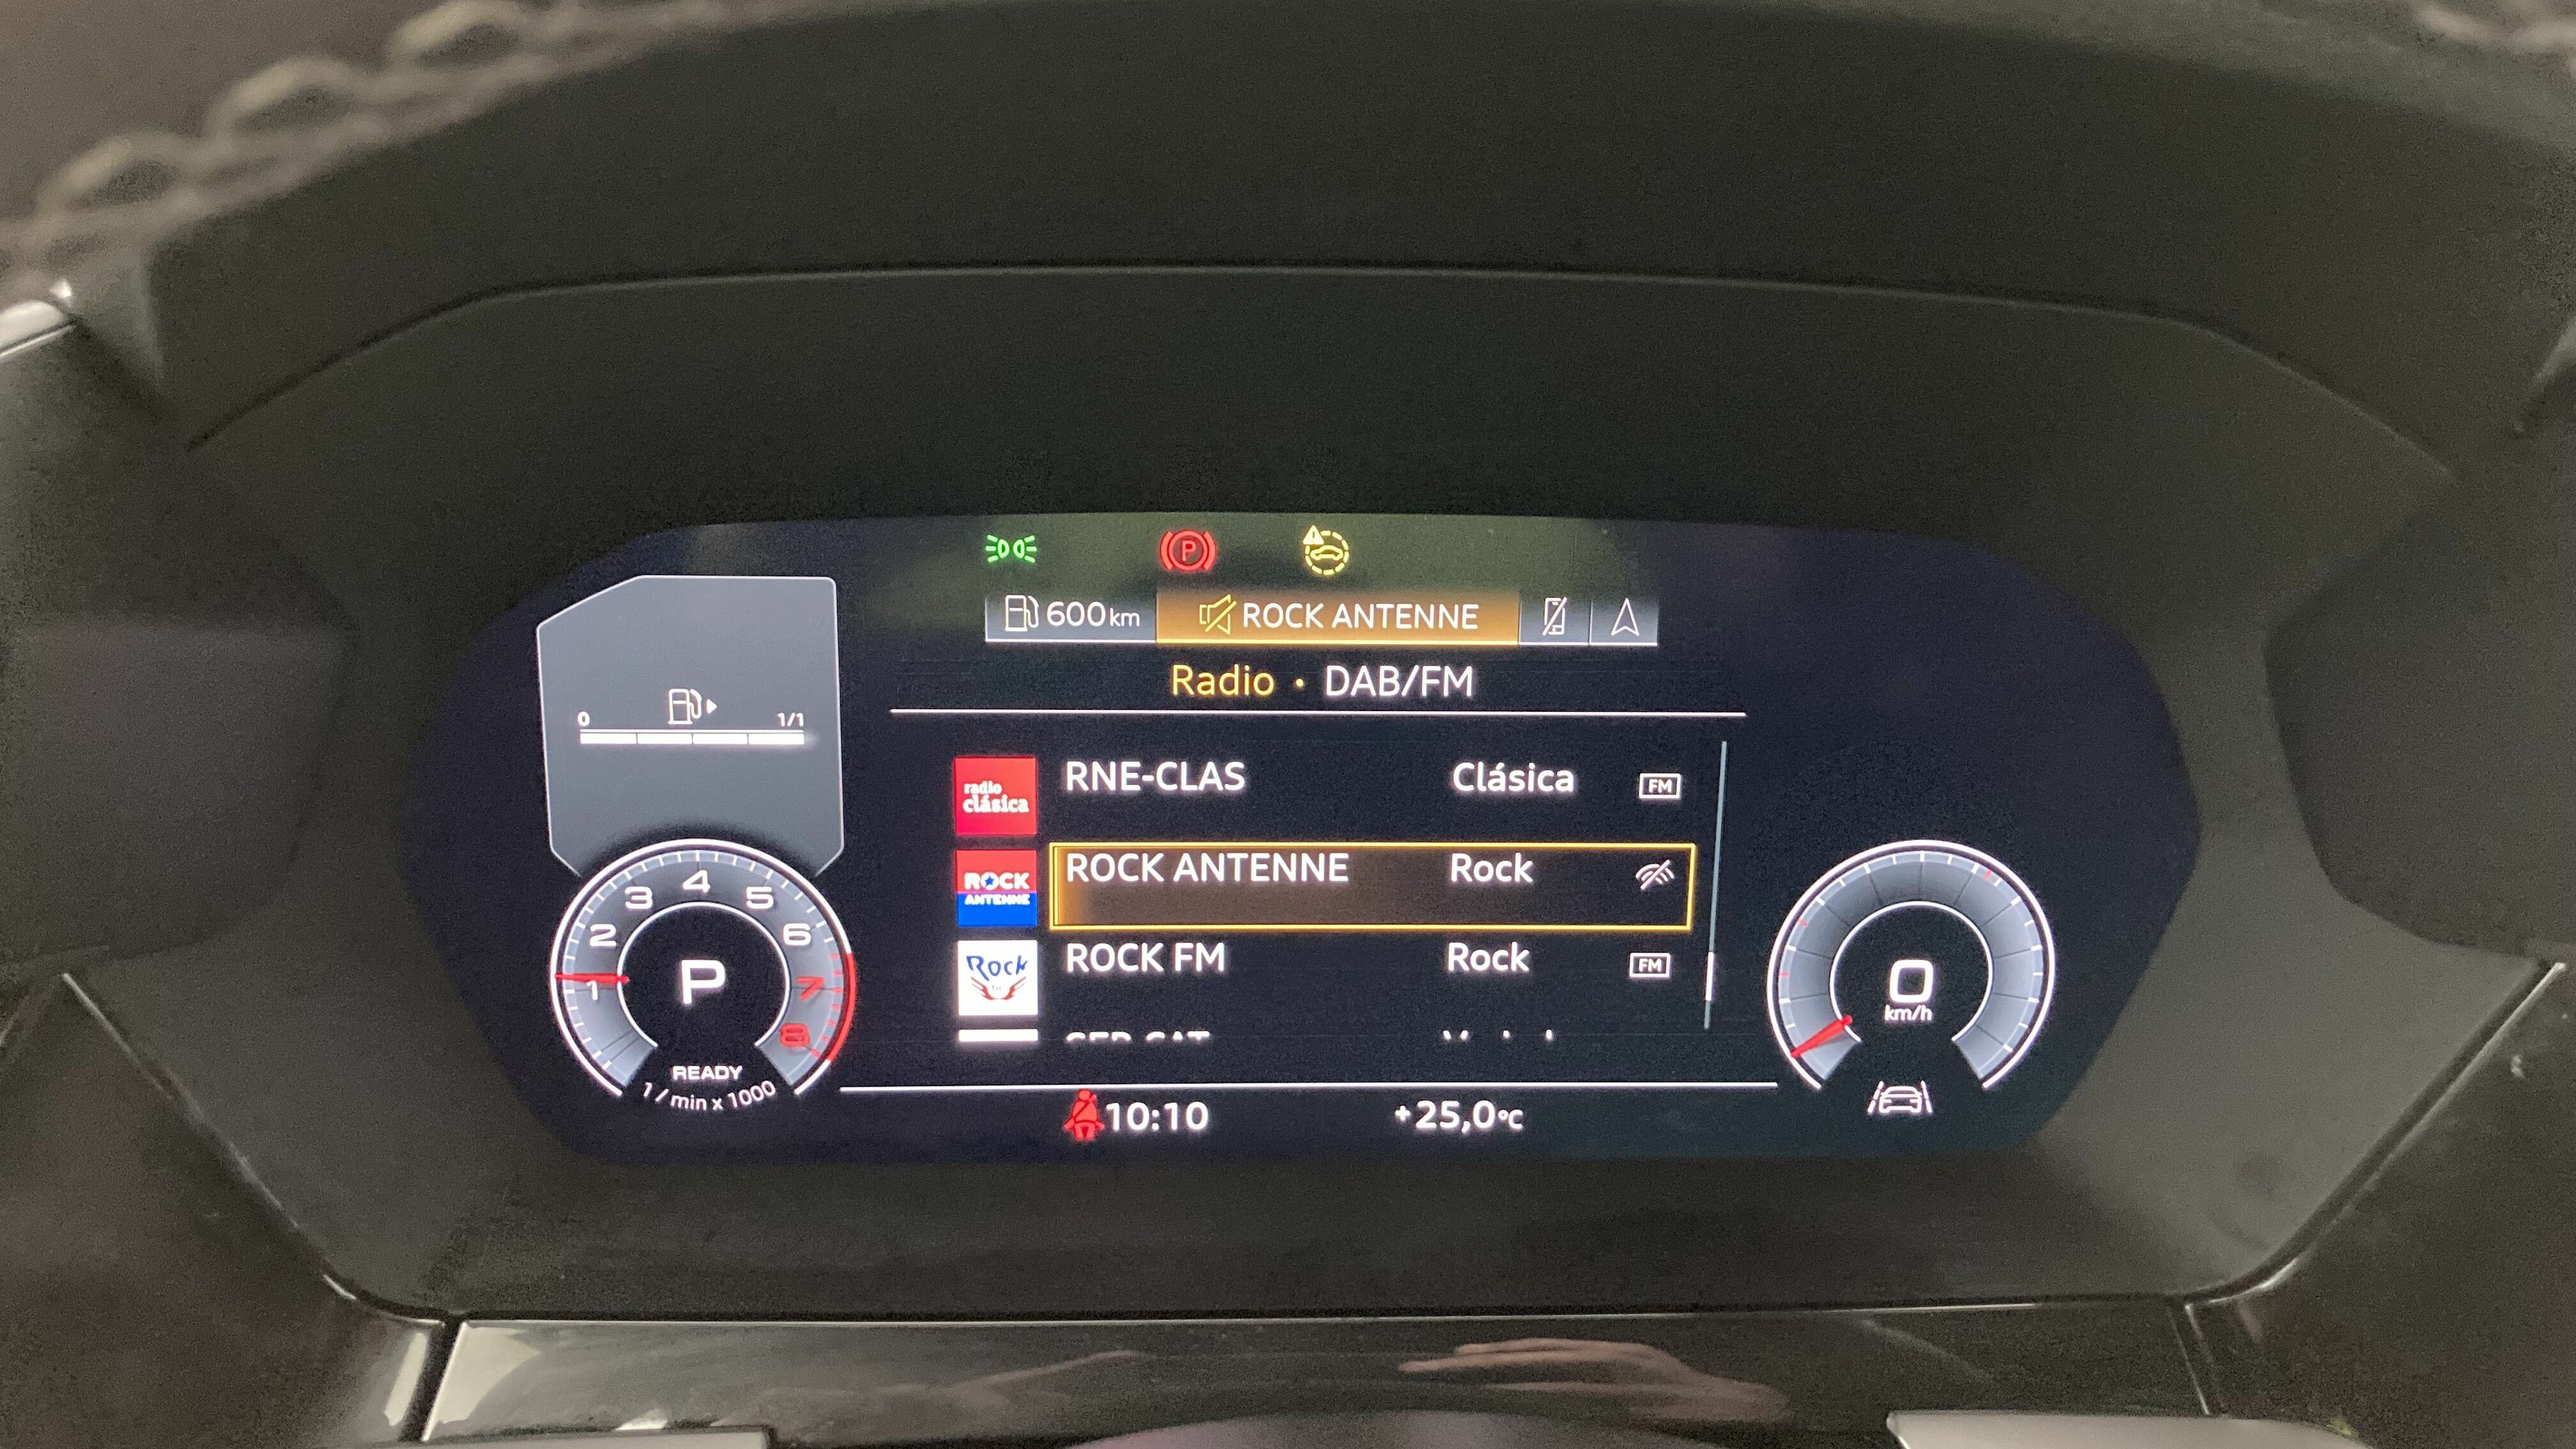 P
600km
ROCK ANTENNE
Radio · DAB/FM
0 1/1
radio clásica
RNE-CLAS Clásica FM
ROCK ANTENNE
ROCK ANTENNE Rock
Rock
ROCK FM Rock FM
1 2 3 4 5 6 7 8
P
READY
1 / min x 1000
0
km/h
10:10 +25,0°C